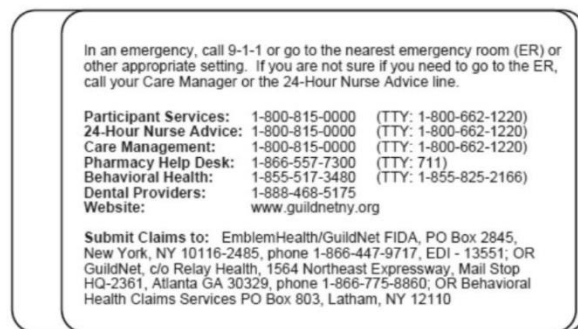 In an emergency, call 9-1-1 or go to the nearest emergency room (ER) or
other appropriate setting. If you are not sure if you need to go to the ER,
call your Care Manager or the 24-Hour Nurse Advice line.
Participant Services: 1-800-815-0000 (TTY: 1-800-662-1220)
24-Hour Nurse Advice: 1-800-815-0000 (TTY: 1-800-662-1220)
Care Management: 1-800-815-0000 (TTY: 1-800-662-1220)
Pharmacy Help Desk: 1-866-557-7300 (TTY: 711)
Behavioral Health: 1-855-517-3480 (TTY: 1-855-825-2166)
Dental Providers: 1-888-468-5175
Website: www.guildnetny.org
Submit Claims to: EmblemHealth/GuildNet FIDA, PO Box 2845,
New York, NY 10116-2485, phone 1-866-447-9717, EDI - 13551; OR
GuildNet, c/o Relay Health, 1564 Northeast Expressway, Mail Stop
HQ-2361, Atlanta GA 30329, phone 1-866-775-8860; OR Behavioral
Health Claims Services PO Box 803, Latham, NY 12110